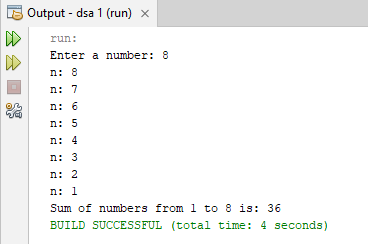 Output - dsa 1 (run)
run:
Enter a number: 8
n: 8
n: 7
n: 6
n: 5
n: 4
n: 3
n: 2
n: 1
Sum of numbers from 1 to 8 is: 36
BUILD SUCCESSFUL (total time: 4 seconds)